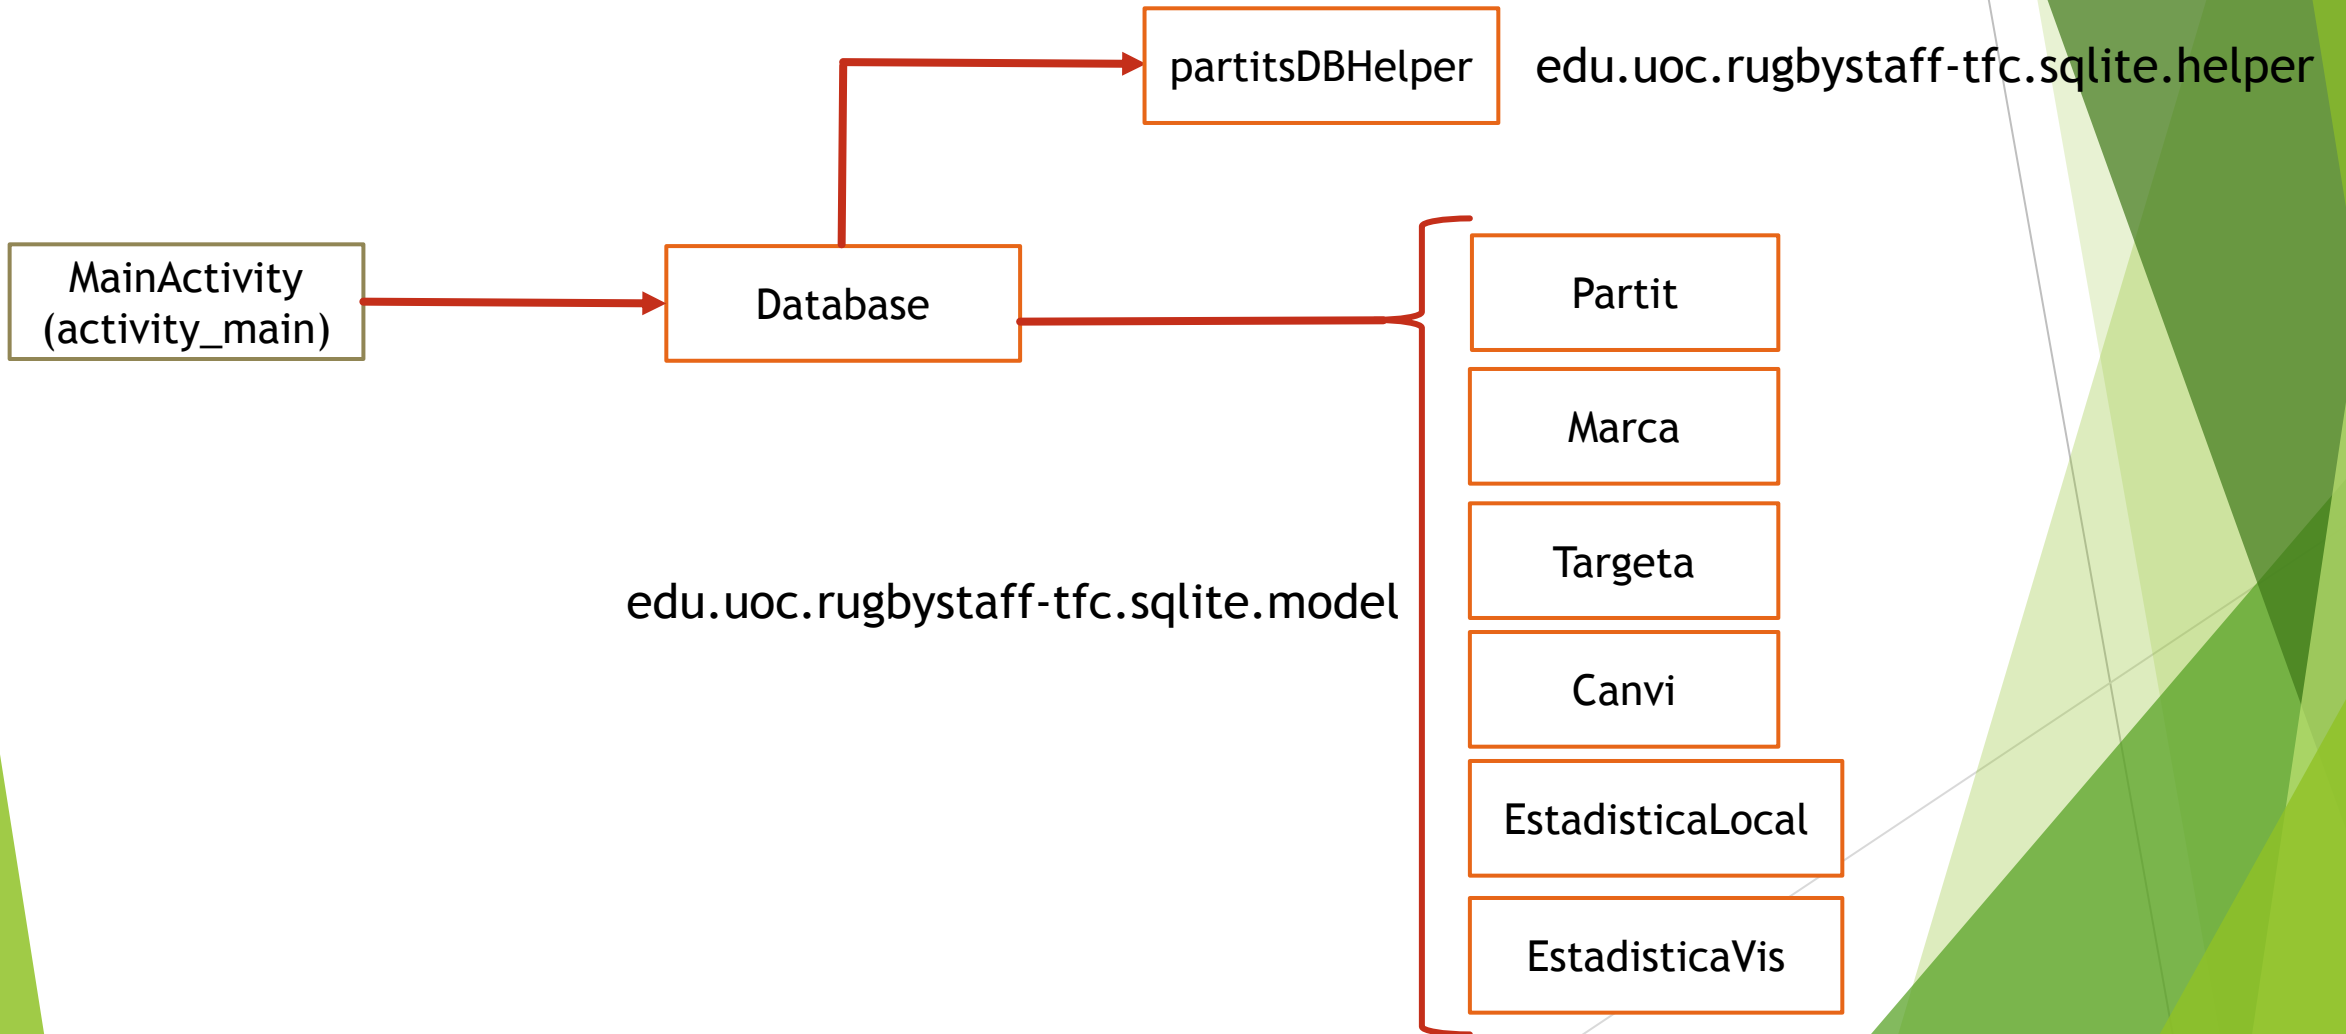 partitsDBHelper
edu.uoc.rugbystaff-tfc.sqlite.helper
MainActivity
(activity_main)
Database
Partit
Marca
Targeta
edu.uoc.rugbystaff-tfc.sqlite.model
Canvi
EstadisticaLocal
EstadisticaVis